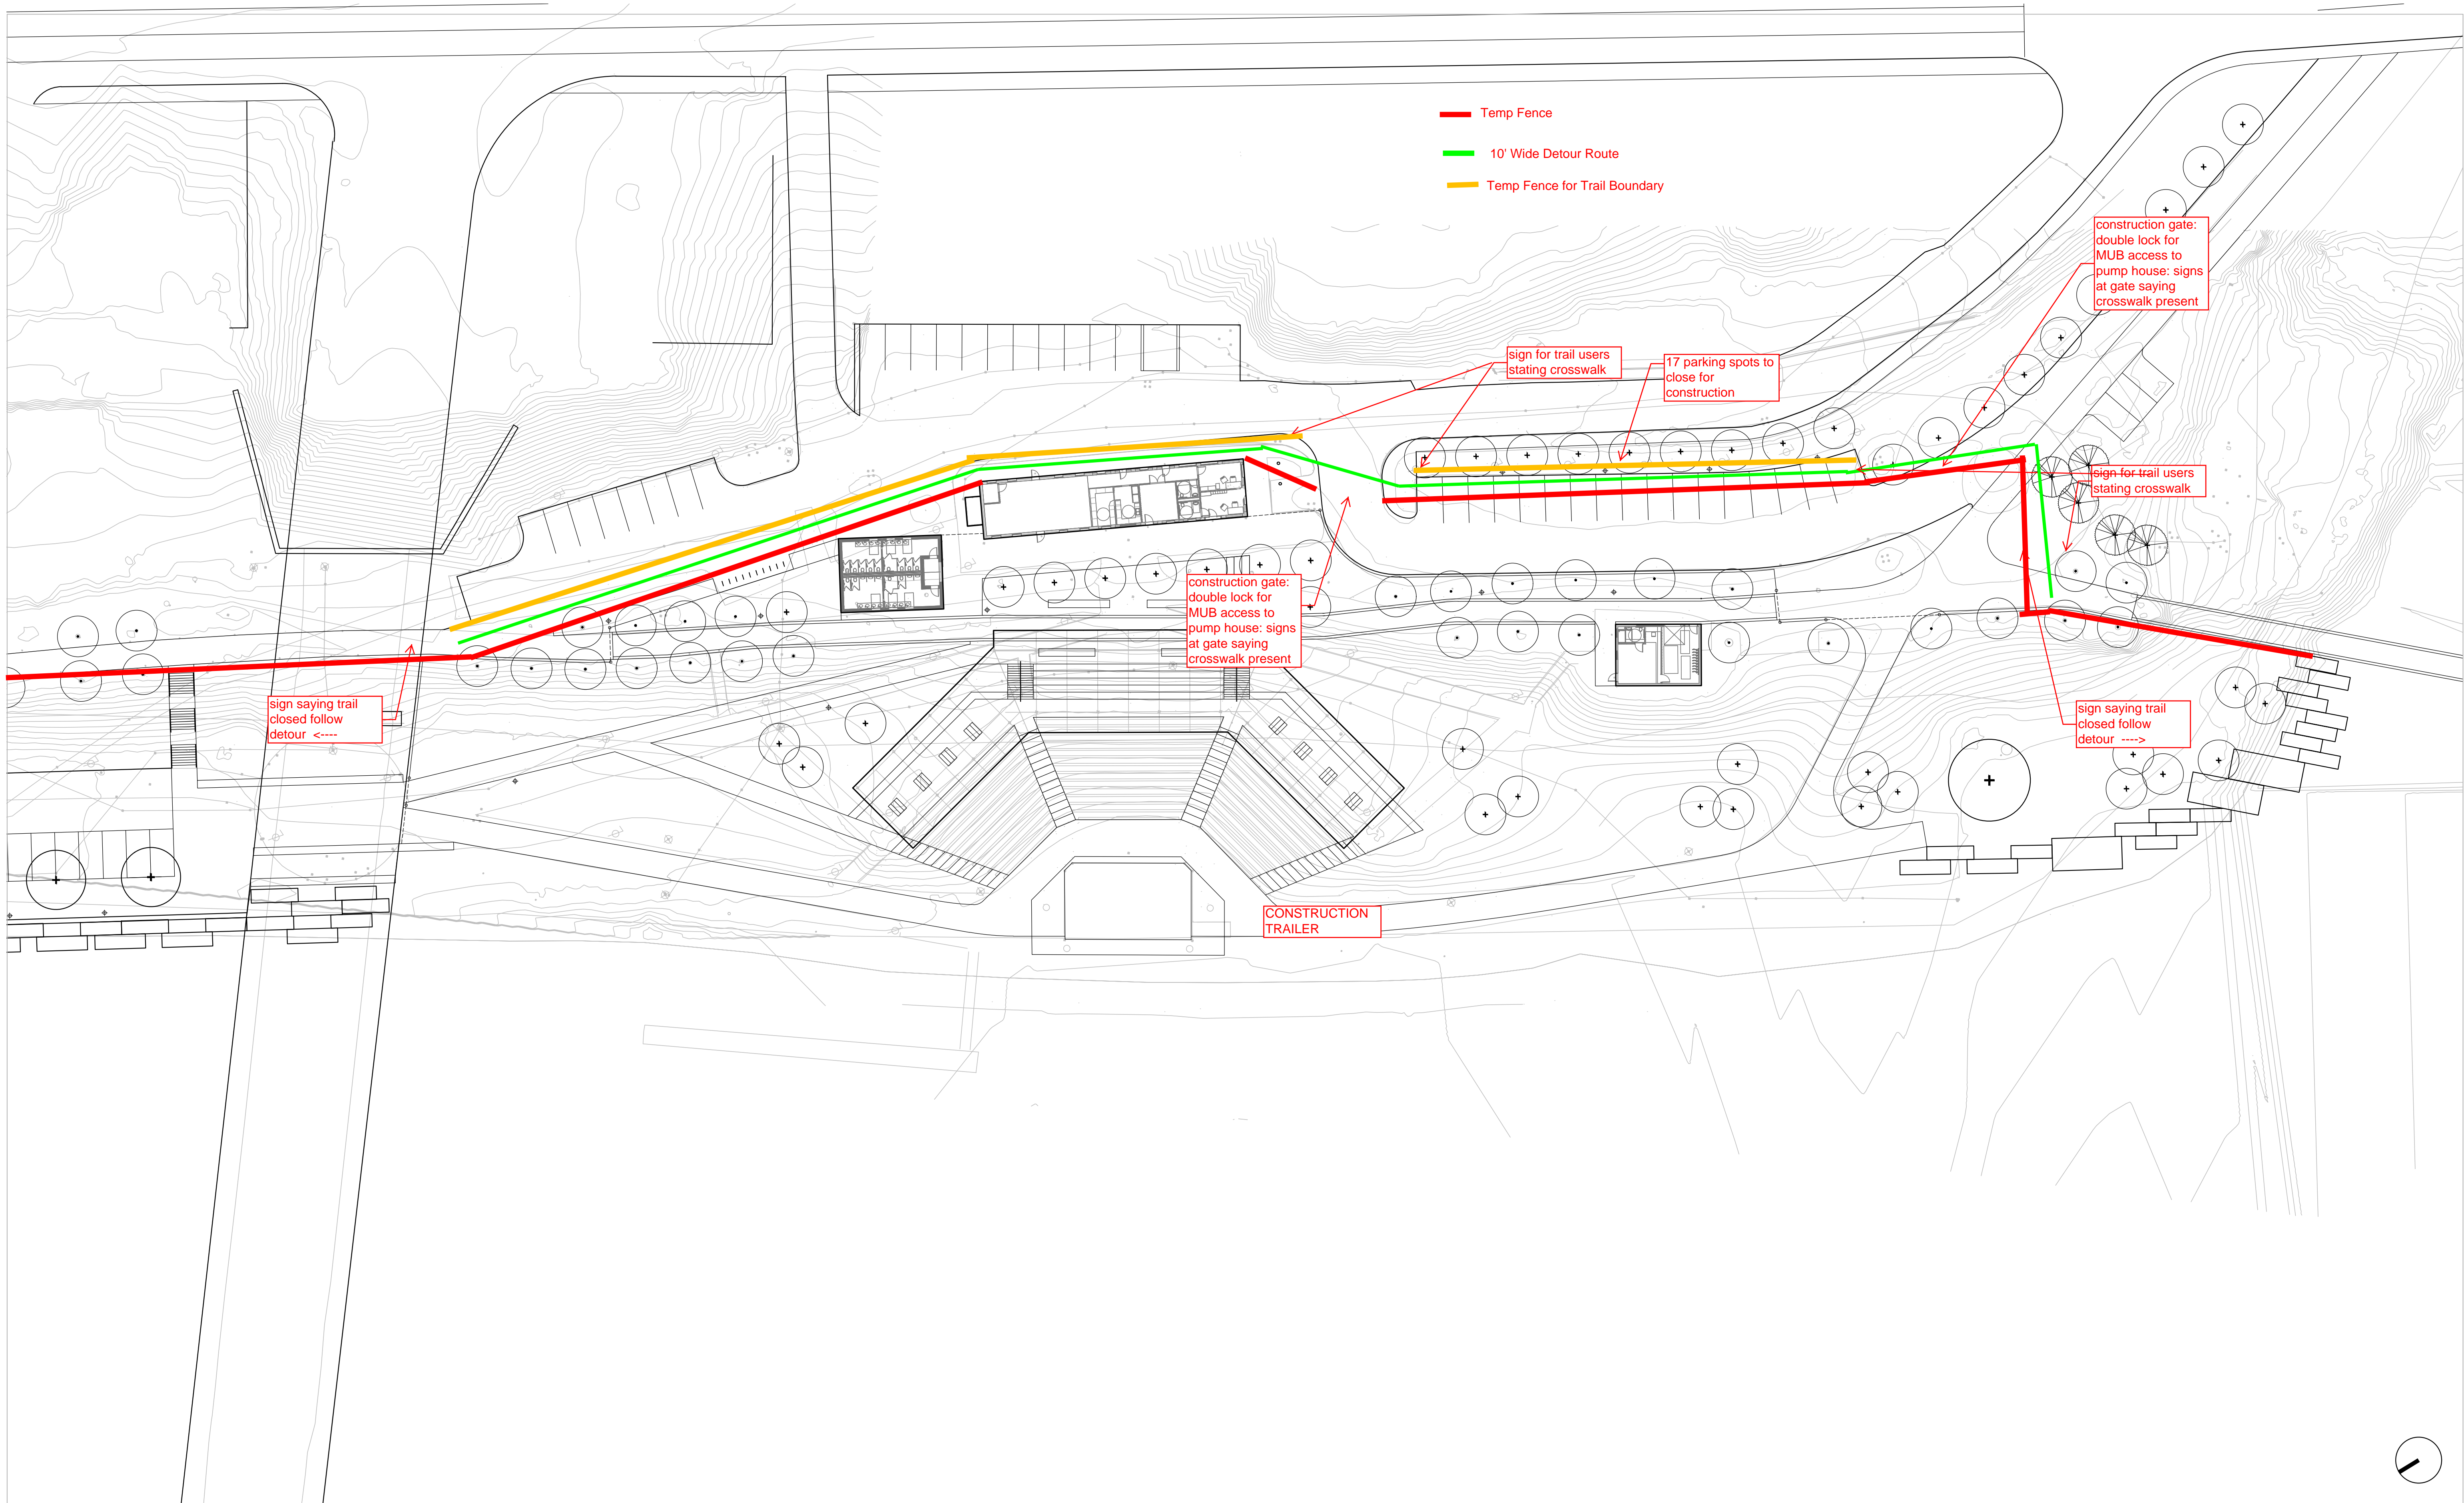 Temp Fence
10' Wide Detour Route
Temp Fence for Trail Boundary
construction gate:
double lock for
MUB access to
pump house: signs
at gate saying
crosswalk present
sign for trail users
stating crosswalk
17 parking spots to
close for
construction
sign for trail users
stating crosswalk
construction gate:
double lock for
MUB access to
pump house: signs
at gate saying
crosswalk present
sign saying trail
closed follow
detour <----
sign saying trail
closed follow
detour ---->
CONSTRUCTION
TRAILER